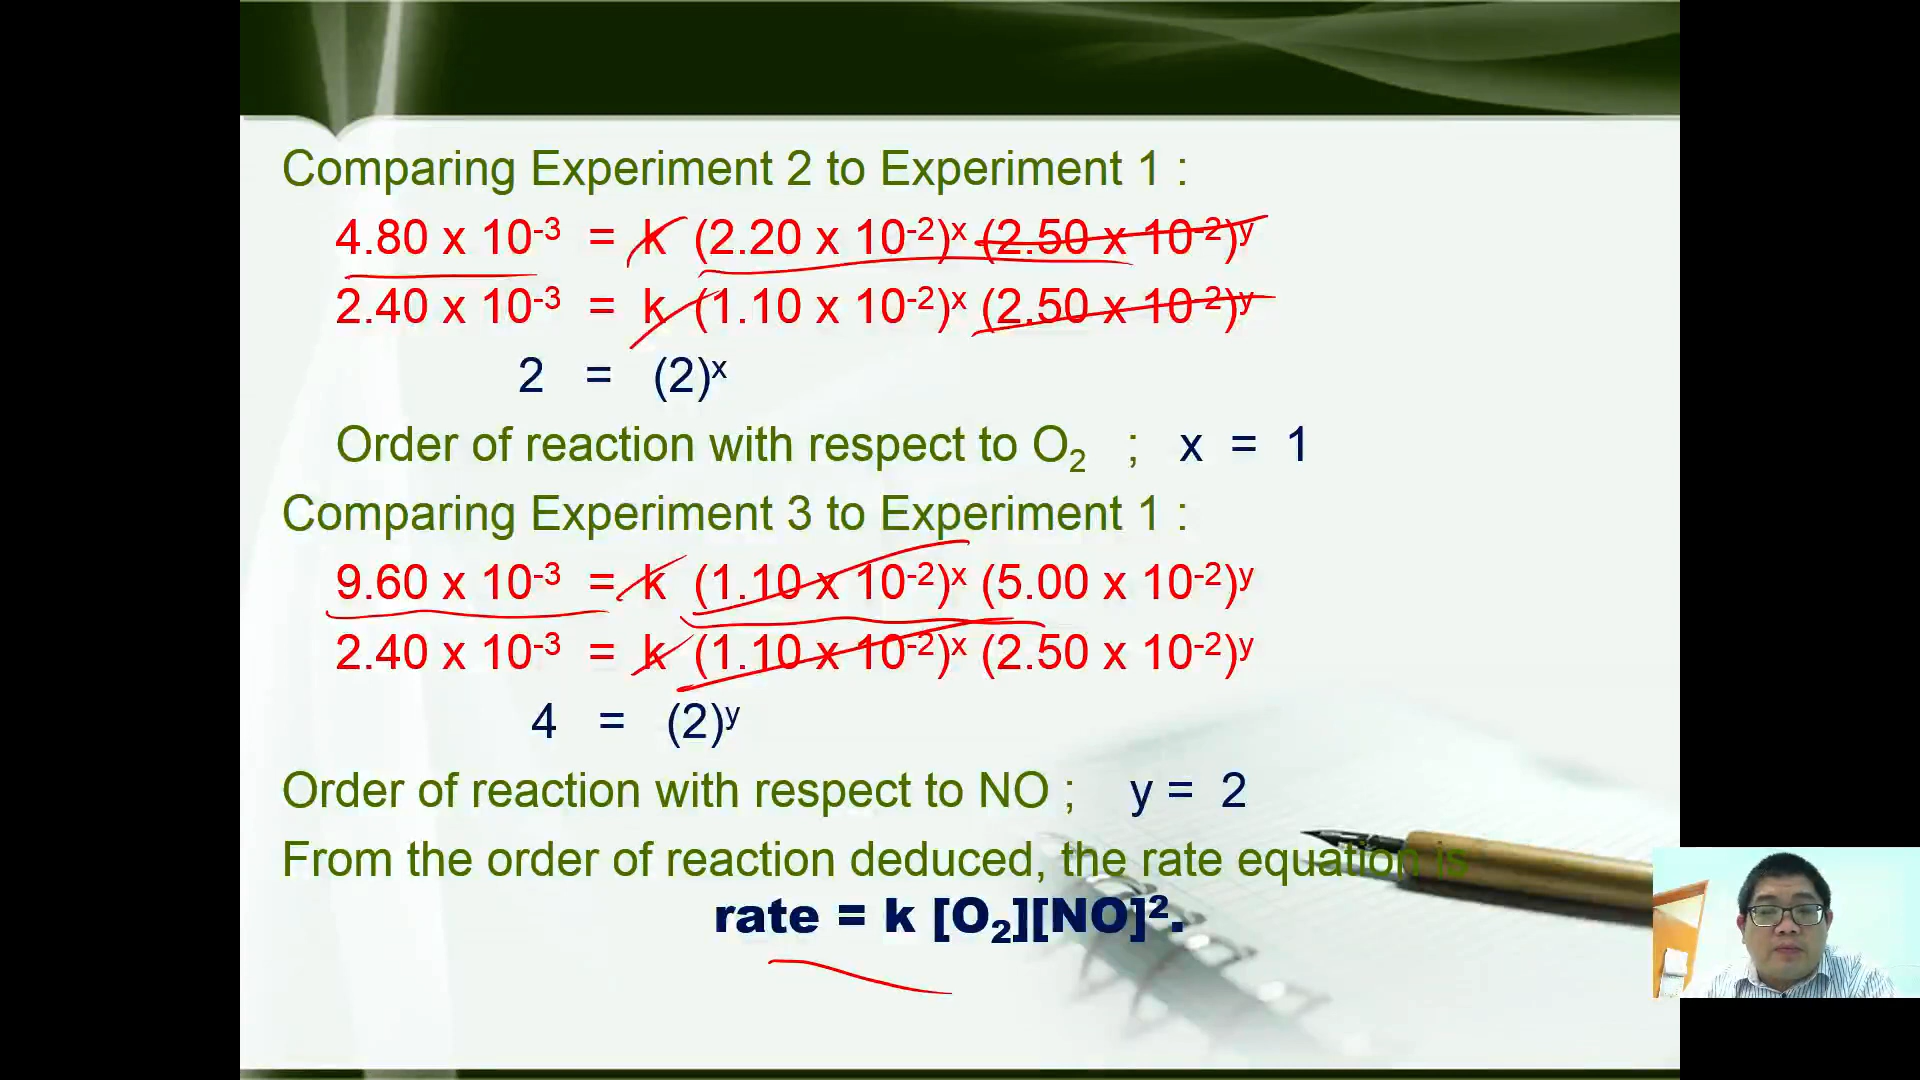 Comparing Experiment 2 to Experiment 1 :
4.80 x 10⁻³ = k (2.20 x 10⁻²)ˣ (2.50 x 10⁻²)ʸ
2.40 x 10⁻³ = k (1.10 x 10⁻²)ˣ (2.50 x 10⁻²)ʸ
2 = (2)ˣ
Order of reaction with respect to O₂ ; x = 1
Comparing Experiment 3 to Experiment 1 :
9.60 x 10⁻³ = k (1.10 x 10⁻²)ˣ (5.00 x 10⁻²)ʸ
2.40 x 10⁻³ = k (1.10 x 10⁻²)ˣ (2.50 x 10⁻²)ʸ
4 = (2)ʸ
Order of reaction with respect to NO ; y = 2
From the order of reaction deduced, the rate equation is
rate = k [O₂][NO]².